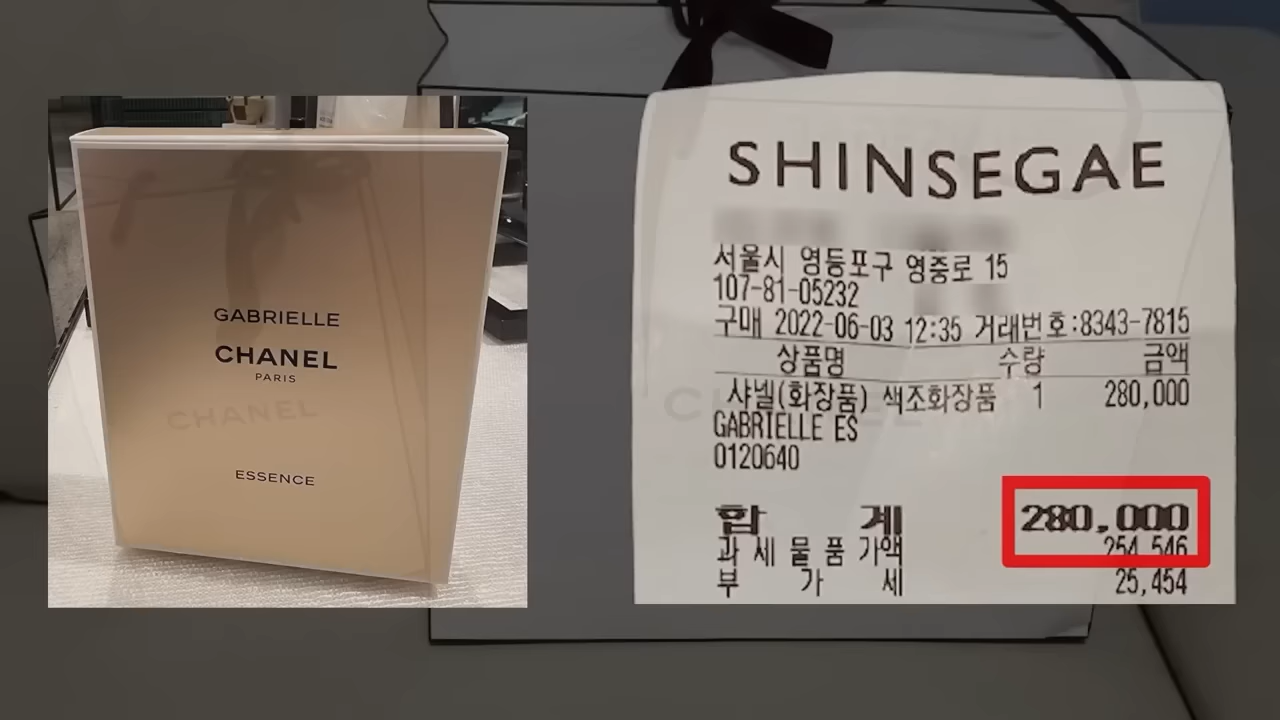 GABRIELLE
CHANEL
PARIS
CHANEL
ESSENCE
SHINSEGAE
서울시 영등포구 영중로 15
107-81-05232
구매 2022-06-03 12:35 거래번호:8343-7815
상품명 수량 금액
샤넬(화장품) 색조화장품 1 280,000
GABRIELLE ES
0120640
합 계 280,000
과 세 물 품 가액 254,546
부 가 세 25,454